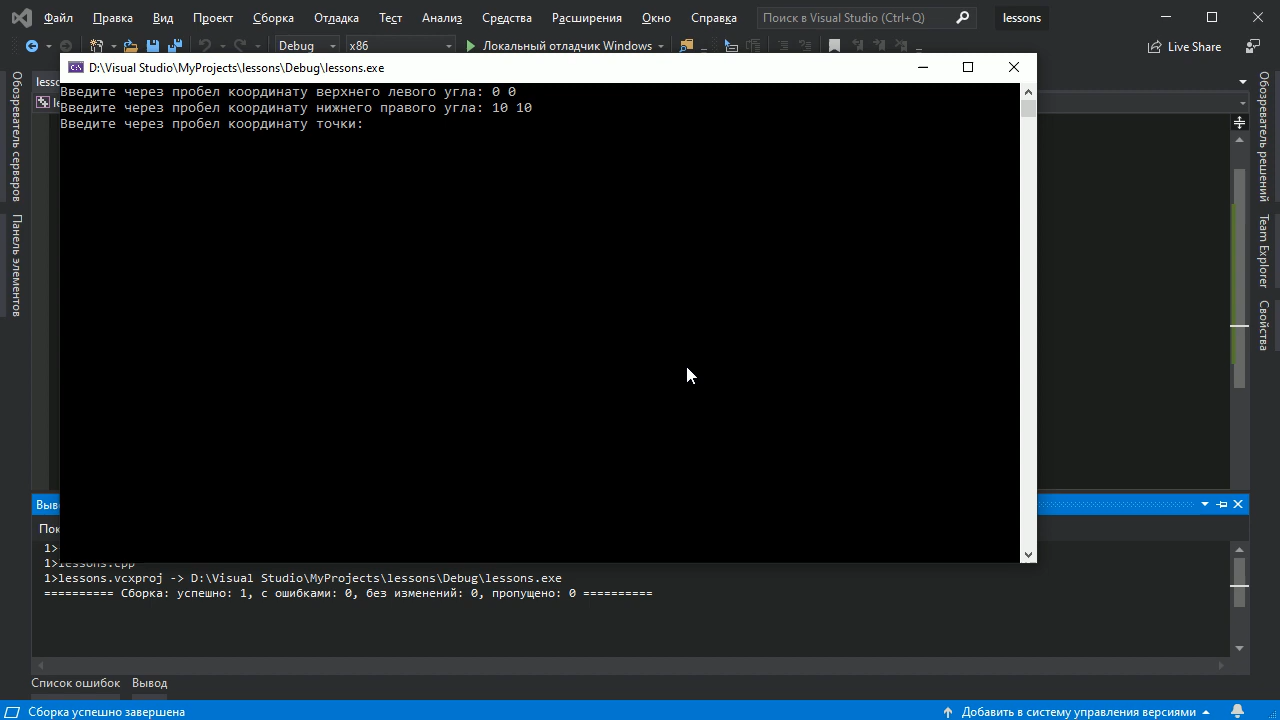 Файл Правка Вид Проект Сборка Отладка Тест Анализ Средства Расширения Окно Справка Поиск в Visual Studio (Ctrl+Q) lessons
Debug x86 Локальный отладчик Windows Live Share
D:\Visual Studio\MyProjects\lessons\Debug\lessons.exe
Введите через пробел координату верхнего левого угла: 0 0
Введите через пробел координату нижнего правого угла: 10 10
Введите через пробел координату точки:
Обозреватель серверов
Панель элементов
Обозреватель решений
Team Explorer
Свойства
1>
1>lessons.cpp
1>lessons.vcxproj -> D:\Visual Studio\MyProjects\lessons\Debug\lessons.exe
========== Сборка: успешно: 1, с ошибками: 0, без изменений: 0, пропущено: 0 ==========
Список ошибок Вывод
Сборка успешно завершена Добавить в систему управления версиями